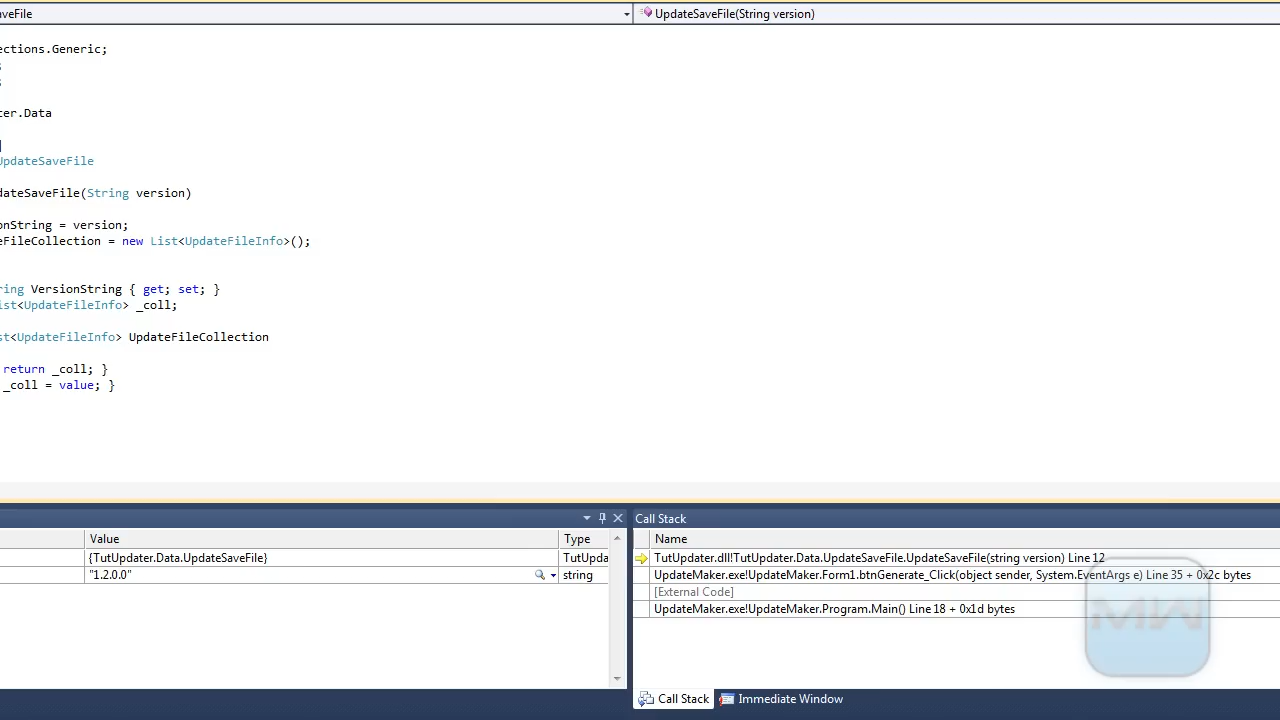 aveFile
UpdateSaveFile(String version)
ections.Generic;
;
;
ter.Data
UpdateSaveFile
dateSaveFile(String version)
onString = version;
eFileCollection = new List<UpdateFileInfo>();
ring VersionString { get; set; }
ist<UpdateFileInfo> _coll;
st<UpdateFileInfo> UpdateFileCollection
return _coll; }
_coll = value; }
Call Stack
Value Type
Name
{TutUpdater.Data.UpdateSaveFile} TutUpda
TutUpdater.dll!TutUpdater.Data.UpdateSaveFile.UpdateSaveFile(string version) Line 12
"1.2.0.0" string
UpdateMaker.exe!UpdateMaker.Form1.btnGenerate_Click(object sender, System.EventArgs e) Line 35 + 0x2c bytes
[External Code]
UpdateMaker.exe!UpdateMaker.Program.Main() Line 18 + 0x1d bytes
MW
Call Stack Immediate Window